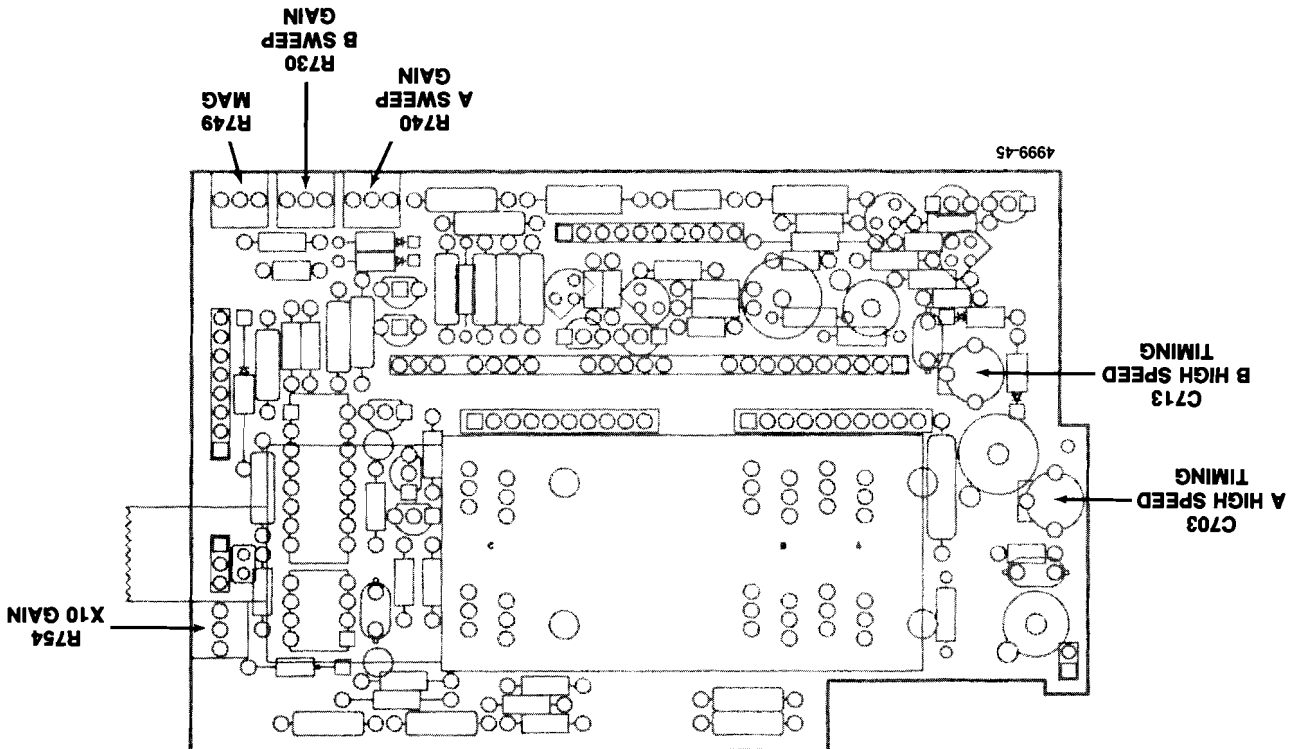 R754
X10 GAIN
A B C
C703
A HIGH SPEED
TIMING
C713
B HIGH SPEED
TIMING
4999-45
R740
A SWEEP
GAIN
R749
MAG
R730
B SWEEP
GAIN